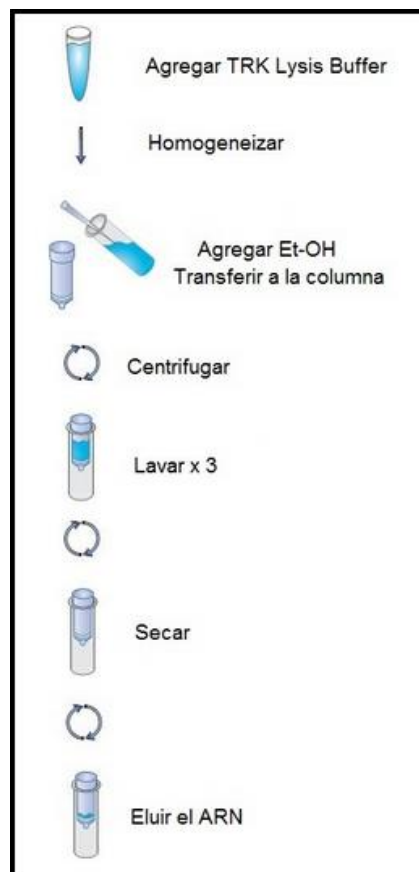 Agregar TRK Lysis Buffer
Homogeneizar
Agregar Et-OH
Transferir a la columna
Centrifugar
Lavar x 3
Secar
Eluir el ARN